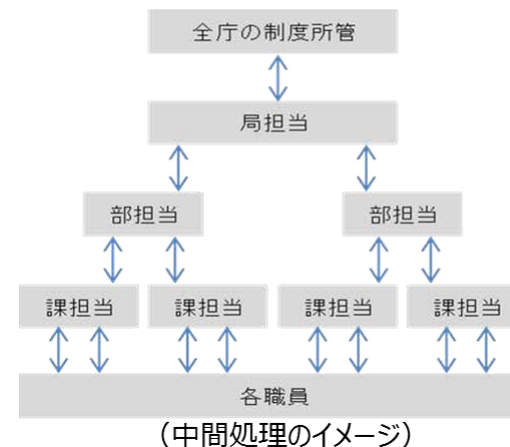 全庁の制度所管
局担当
部担当 部担当
課担当 課担当 課担当 課担当
各職員
（中間処理のイメージ）